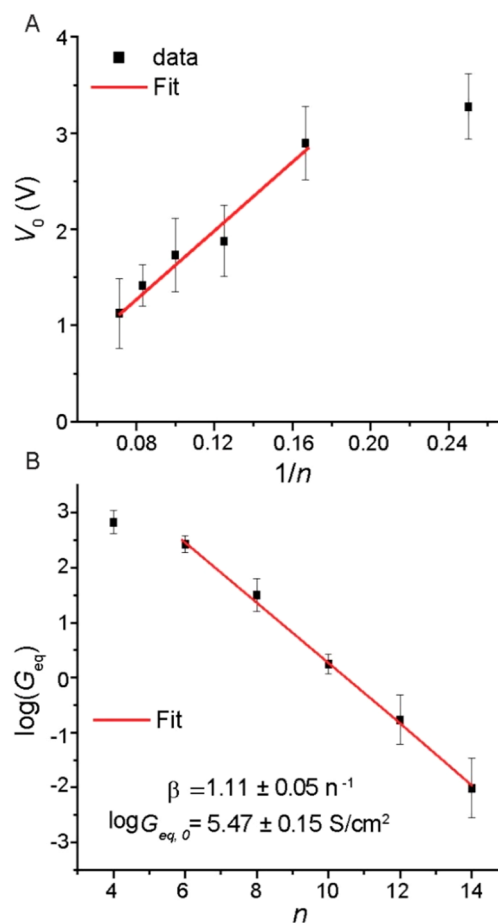 A
data
Fit
4
3
2
1
0
V0 (V)
0.08 0.12 0.16 0.20 0.24
1/n
B
3
2
1
0
-1
-2
-3
log(Geq)
Fit
β =1.11 ± 0.05 n⁻¹
logGeq, 0 = 5.47 ± 0.15 S/cm²
4 6 8 10 12 14
n